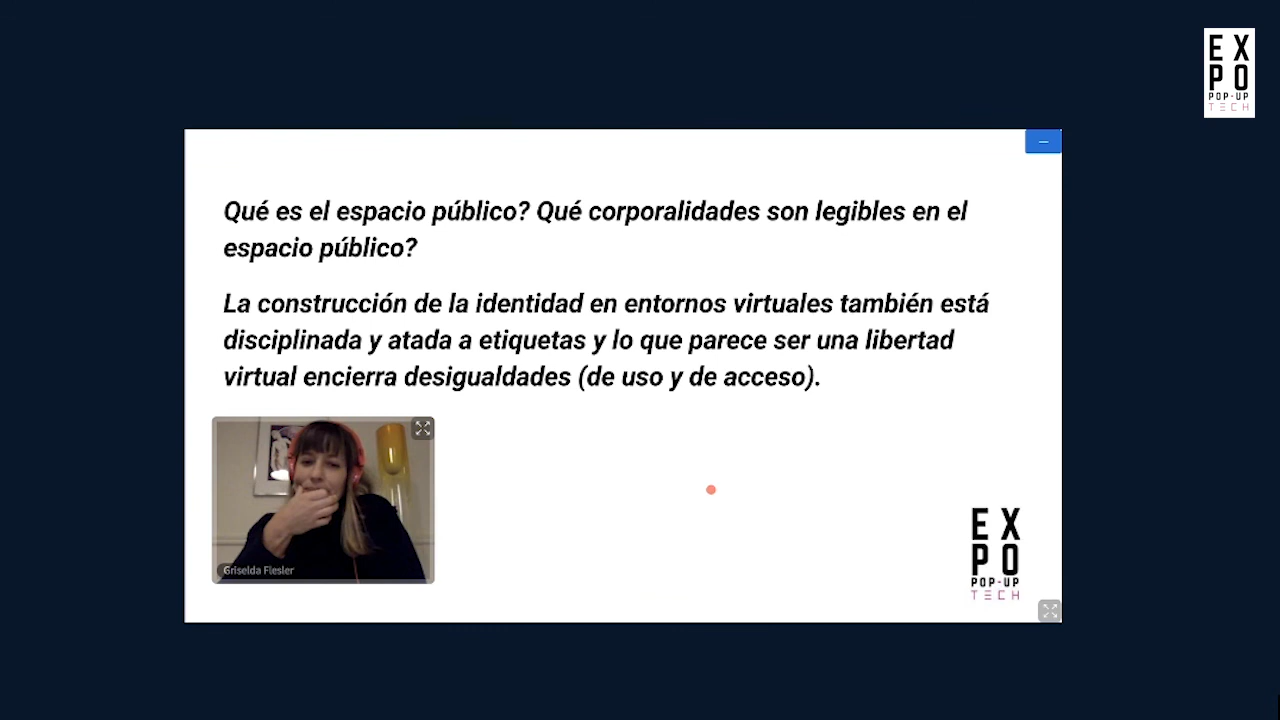 EX
PO
POP-UP
TECH
Qué es el espacio público? Qué corporalidades son legibles en el
espacio público?
La construcción de la identidad en entornos virtuales también está
disciplinada y atada a etiquetas y lo que parece ser una libertad
virtual encierra desigualdades (de uso y de acceso).
Griselda Flesler
EX
PO
POP-UP
TECH